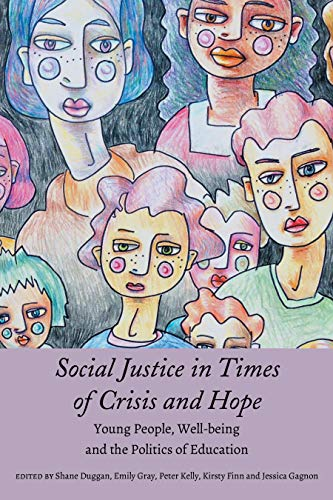 Social Justice in Times
of Crisis and Hope
Young People, Well-being
and the Politics of Education
EDITED BY Shane Duggan, Emily Gray, Peter Kelly, Kirsty Finn and Jessica Gagnon